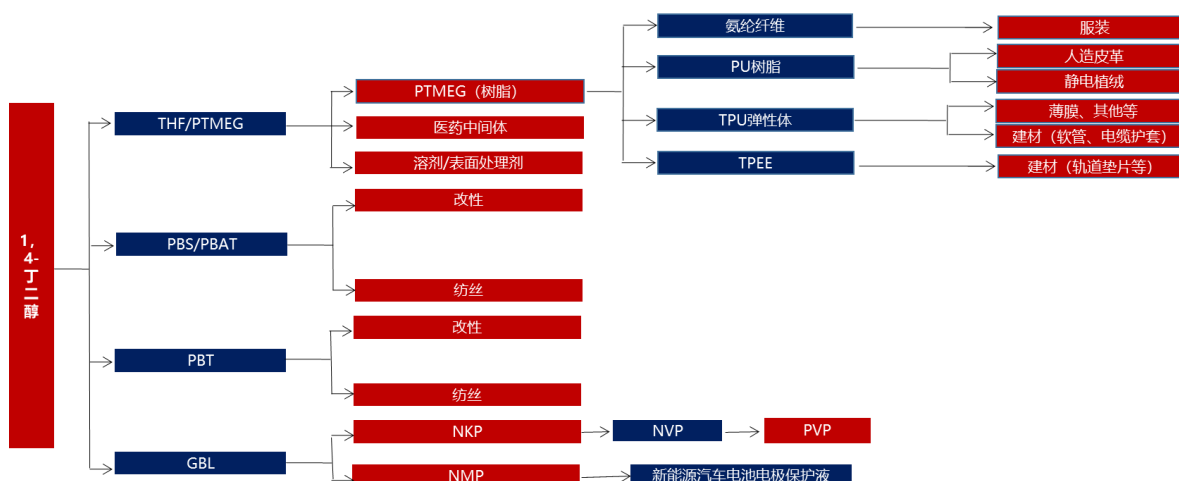 1,
4-
丁
二
醇
THF/PTMEG
PTMEG（树脂）
医药中间体
溶剂/表面处理剂
氨纶纤维
服装
PU树脂
人造皮革
静电植绒
TPU弹性体
薄膜、其他等
建材（软管、电缆护套）
TPEE
建材（轨道垫片等）
PBS/PBAT
改性
纺丝
PBT
改性
纺丝
GBL
NKP
NVP
PVP
NMP
新能源汽车电池电极保护液